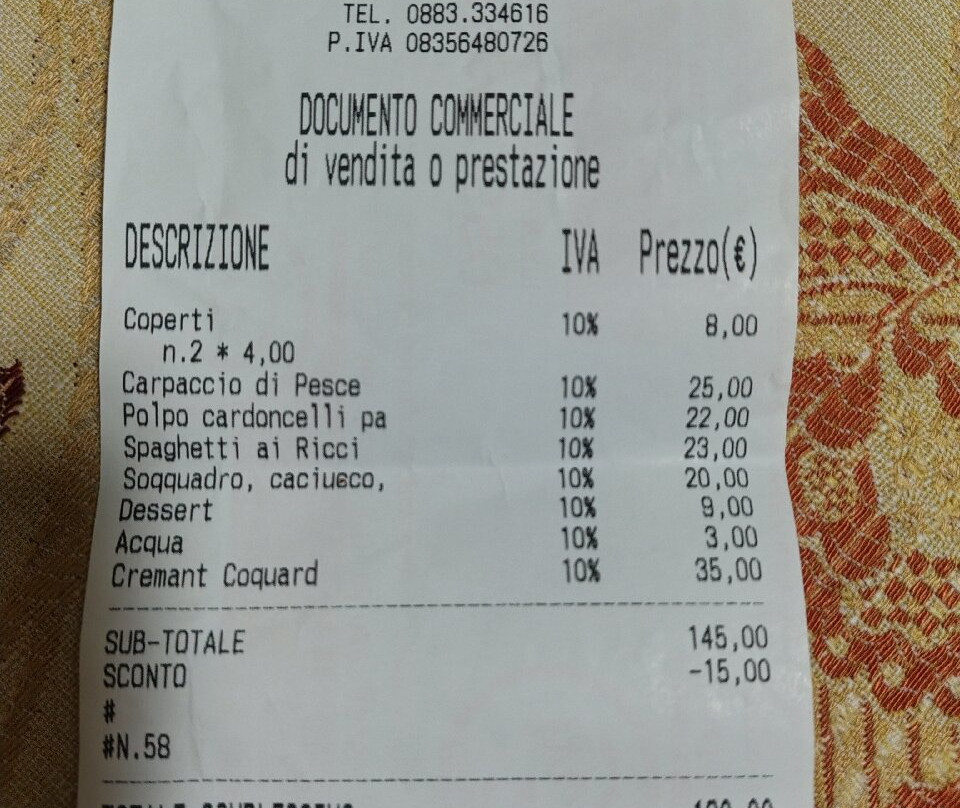 TEL. 0883.334616
P.IVA 08356480726
DOCUMENTO COMMERCIALE
di vendita o prestazione
DESCRIZIONE IVA Prezzo(€)
Coperti 10% 8,00
n.2 * 4,00
Carpaccio di Pesce 10% 25,00
Polpo cardoncelli pa 10% 22,00
Spaghetti ai Ricci 10% 23,00
Soqquadro, caciucco, 10% 20,00
Dessert 10% 9,00
Acqua 10% 3,00
Cremant Coquard 10% 35,00
SUB-TOTALE 145,00
SCONTO -15,00
#
#N.58